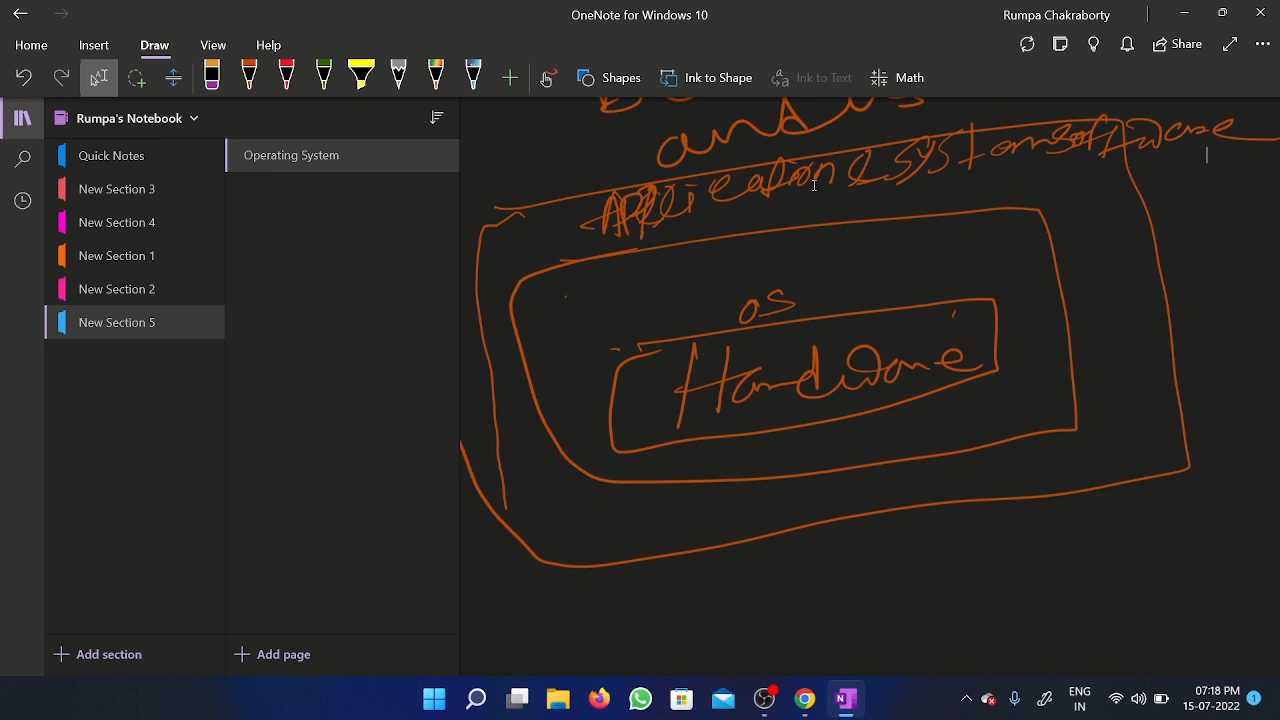 OneNote for Windows 10
Rumpa Chakraborty
Home Insert Draw View Help
Share
Shapes Ink to Shape Ink to Text Math
Rumpa's Notebook
Quick Notes
New Section 3
New Section 4
New Section 1
New Section 2
New Section 5
Operating System
and
Application & System software
OS
Hardware
Add section
Add page
ENG
IN
07:18 PM
15-07-2022
1